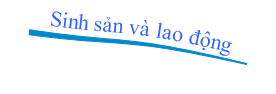 Sinh sản và lao động